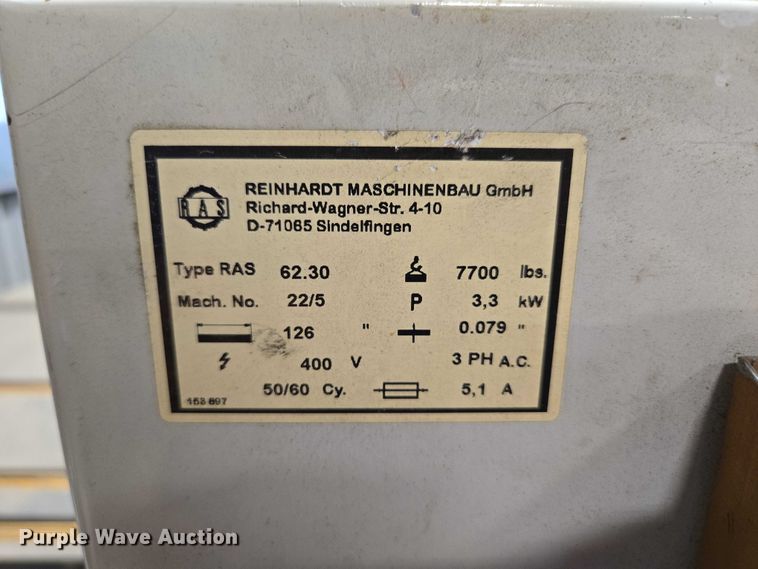 RAS
REINHARDT MASCHINENBAU GmbH
Richard-Wagner-Str. 4-10
D-71065 Sindelfingen
Type RAS 62.30 7700 lbs.
Mach. No. 22/5 P 3,3 kW
126 " 0.079 "
400 V 3 PH A.C.
50/60 Cy. 5,1 A
153 897
Purple Wave Auction